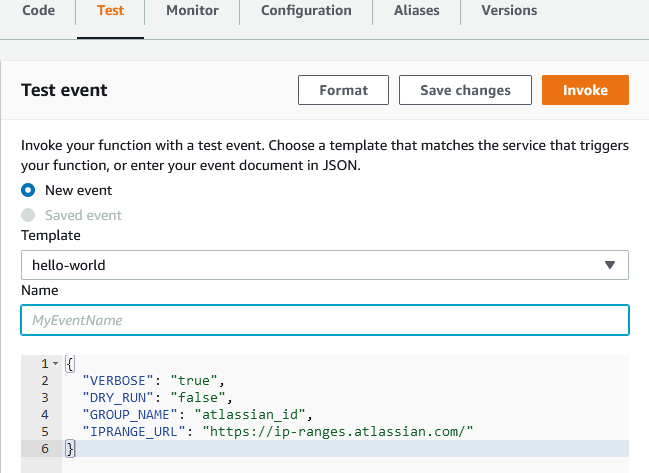 Code Test Monitor Configuration Aliases Versions
Test event Format Save changes Invoke
Invoke your function with a test event. Choose a template that matches the service that triggers
your function, or enter your event document in JSON.
New event
Saved event
Template
hello-world
Name
MyEventName
1 {
2 "VERBOSE": "true",
3 "DRY_RUN": "false",
4 "GROUP_NAME": "atlassian_id",
5 "IPRANGE_URL": "https://ip-ranges.atlassian.com/"
6 }